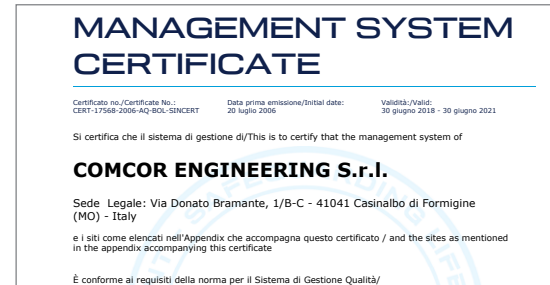 MANAGEMENT SYSTEM
CERTIFICATE
Certificato no./Certificate No.:
CERT-17568-2006-AQ-BOL-SINCERT
Data prima emissione/Initial date:
20 luglio 2006
Validità:/Valid:
30 giugno 2018 - 30 giugno 2021
Si certifica che il sistema di gestione di/This is to certify that the management system of
COMCOR ENGINEERING S.r.l.
Sede Legale: Via Donato Bramante, 1/B-C - 41041 Casinalbo di Formigine
(MO) - Italy
e i siti come elencati nell'Appendix che accompagna questo certificato / and the sites as mentioned
in the appendix accompanying this certificate
È conforme ai requisiti della norma per il Sistema di Gestione Qualità/